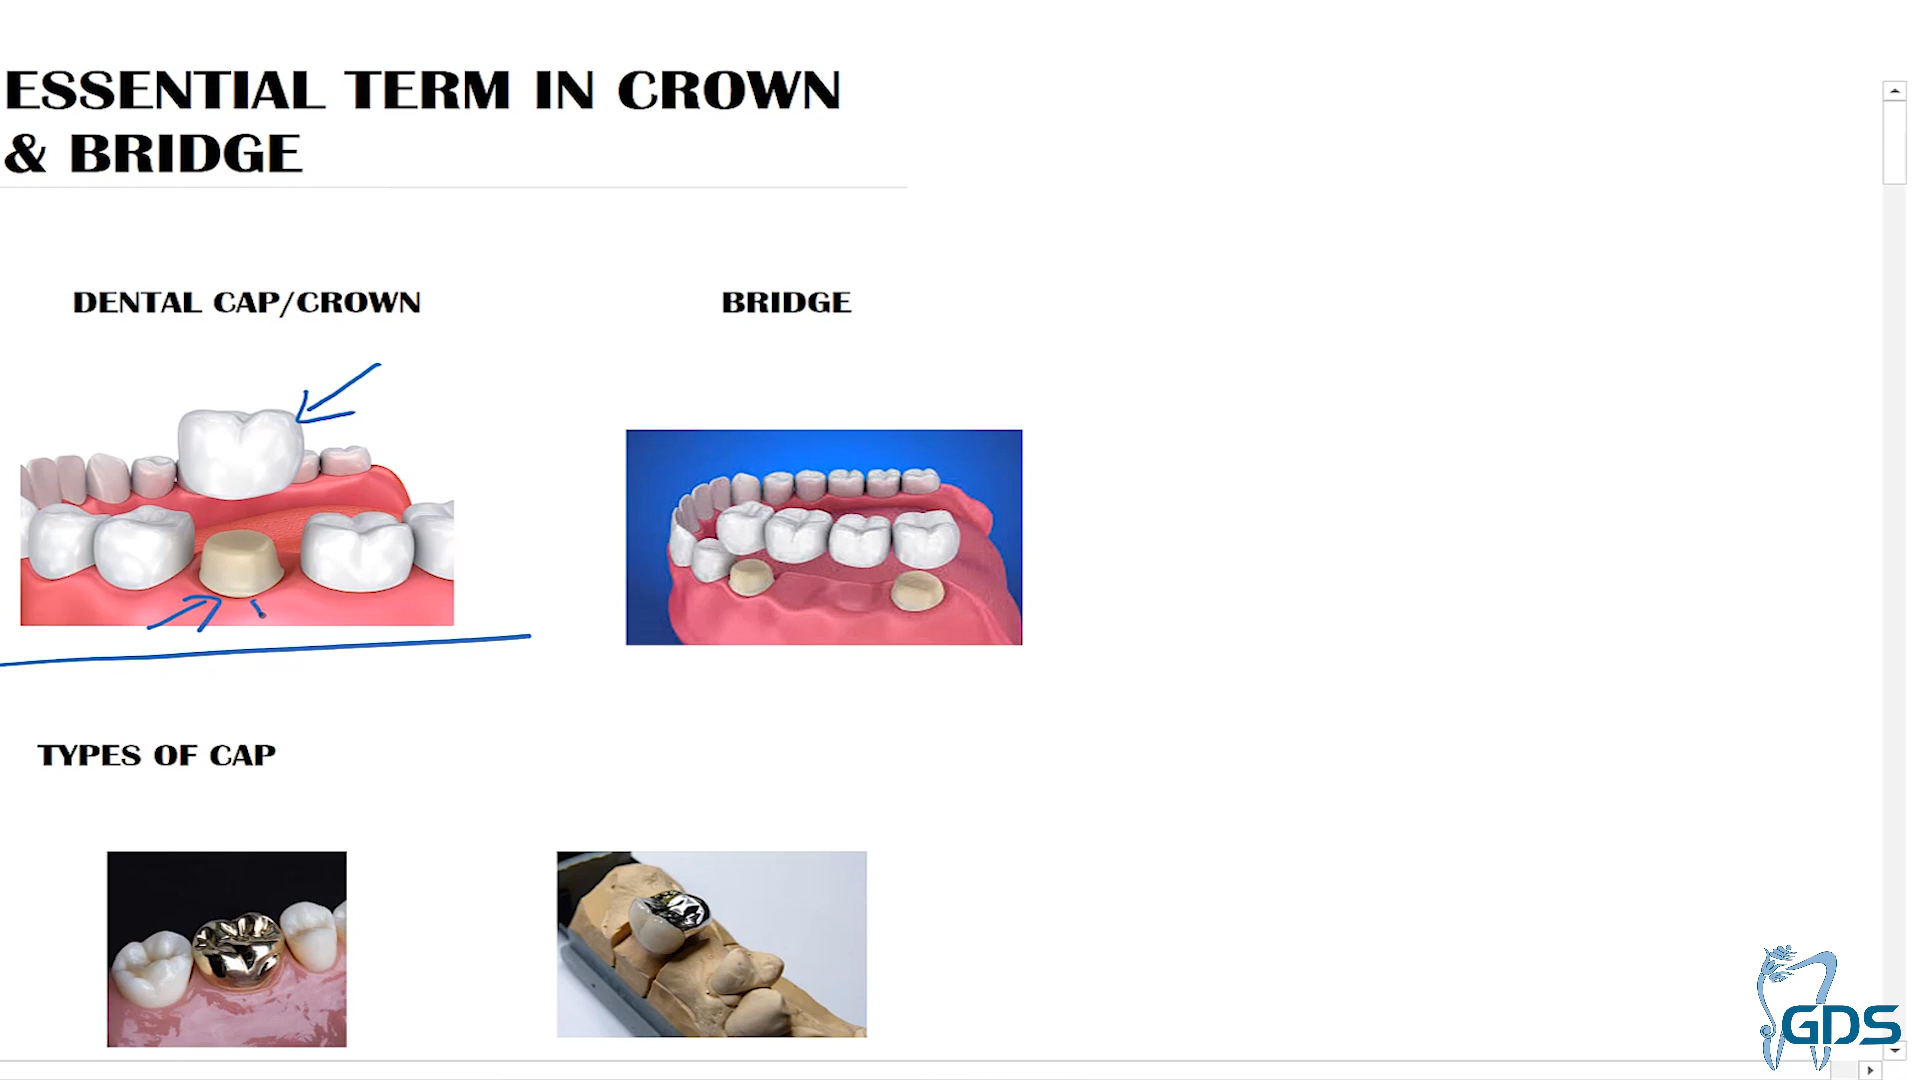 ESSENTIAL TERM IN CROWN
& BRIDGE
DENTAL CAP/CROWN
BRIDGE
TYPES OF CAP
GDS